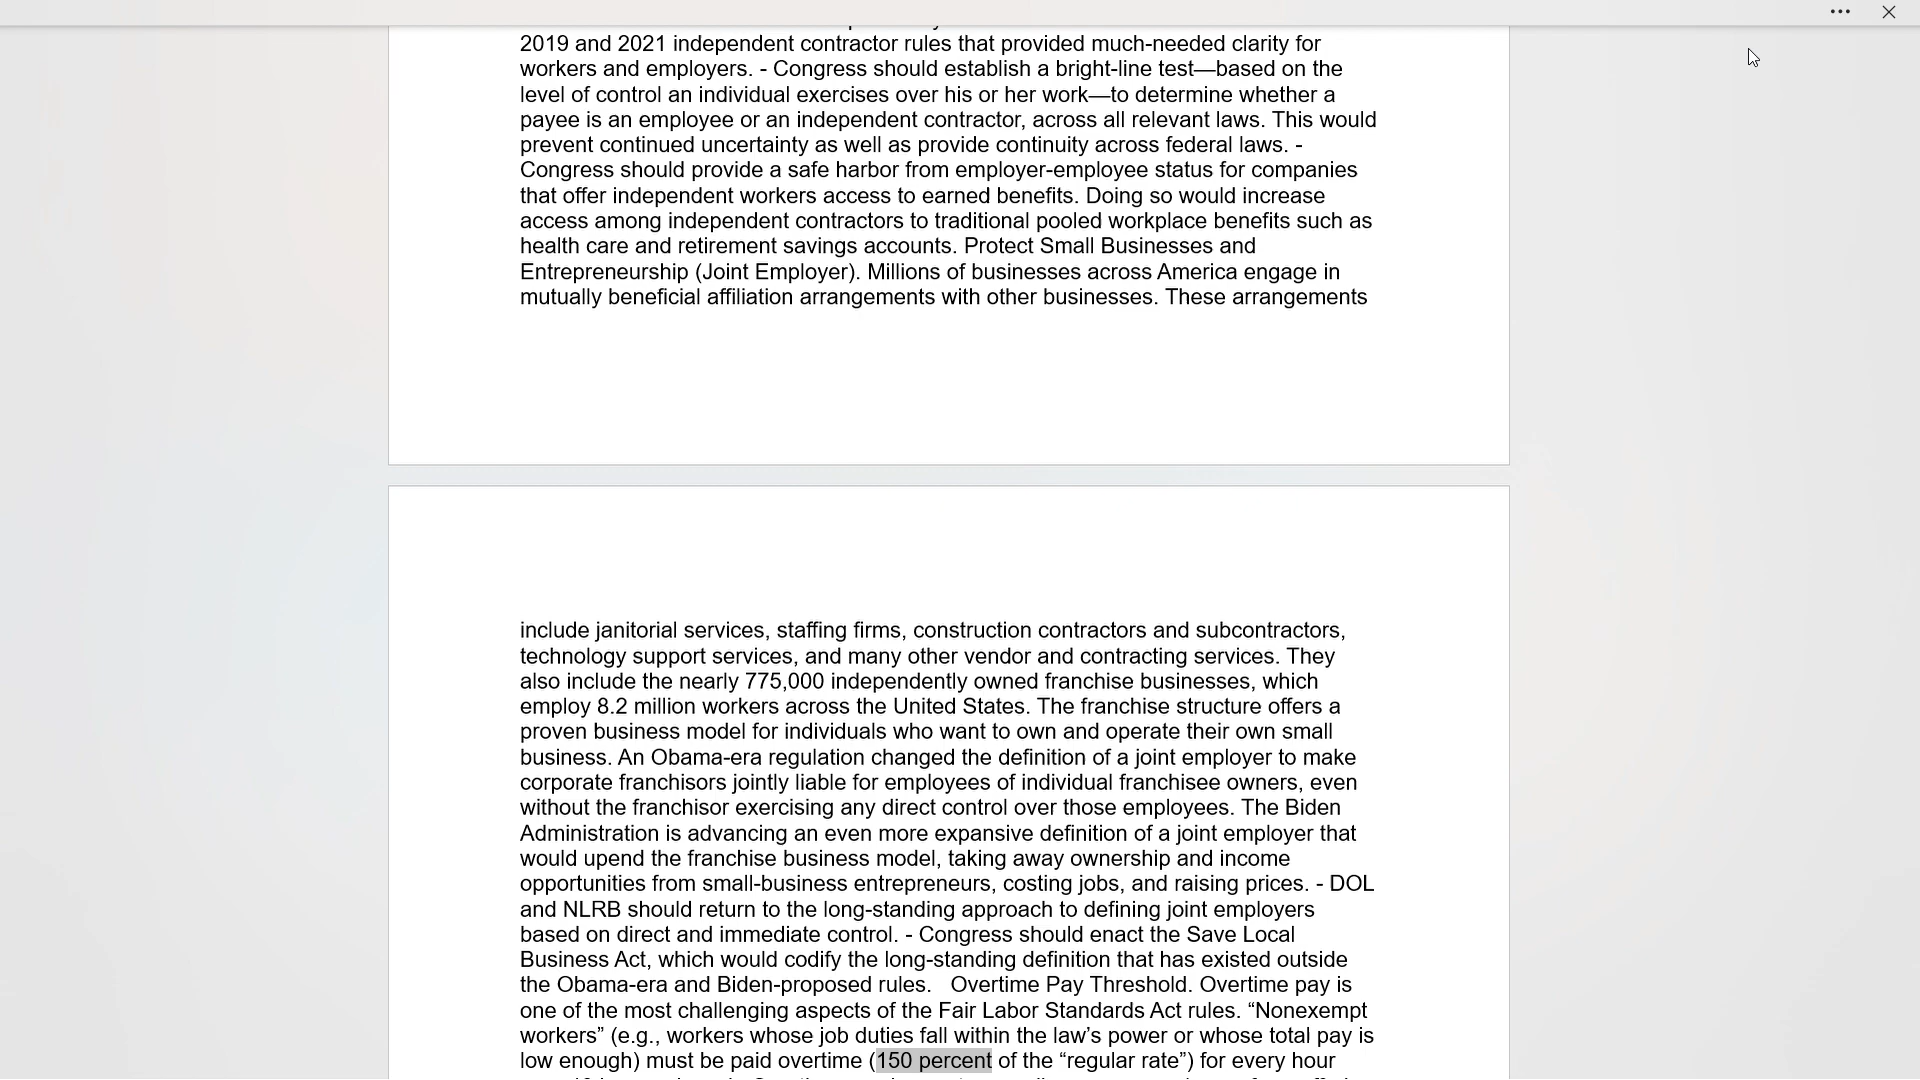 2019 and 2021 independent contractor rules that provided much-needed clarity for
workers and employers. - Congress should establish a bright-line test—based on the
level of control an individual exercises over his or her work—to determine whether a
payee is an employee or an independent contractor, across all relevant laws. This would
prevent continued uncertainty as well as provide continuity across federal laws. -
Congress should provide a safe harbor from employer-employee status for companies
that offer independent workers access to earned benefits. Doing so would increase
access among independent contractors to traditional pooled workplace benefits such as
health care and retirement savings accounts. Protect Small Businesses and
Entrepreneurship (Joint Employer). Millions of businesses across America engage in
mutually beneficial affiliation arrangements with other businesses. These arrangements
include janitorial services, staffing firms, construction contractors and subcontractors,
technology support services, and many other vendor and contracting services. They
also include the nearly 775,000 independently owned franchise businesses, which
employ 8.2 million workers across the United States. The franchise structure offers a
proven business model for individuals who want to own and operate their own small
business. An Obama-era regulation changed the definition of a joint employer to make
corporate franchisors jointly liable for employees of individual franchisee owners, even
without the franchisor exercising any direct control over those employees. The Biden
Administration is advancing an even more expansive definition of a joint employer that
would upend the franchise business model, taking away ownership and income
opportunities from small-business entrepreneurs, costing jobs, and raising prices. - DOL
and NLRB should return to the long-standing approach to defining joint employers
based on direct and immediate control. - Congress should enact the Save Local
Business Act, which would codify the long-standing definition that has existed outside
the Obama-era and Biden-proposed rules.   Overtime Pay Threshold. Overtime pay is
one of the most challenging aspects of the Fair Labor Standards Act rules. “Nonexempt
workers” (e.g., workers whose job duties fall within the law’s power or whose total pay is
low enough) must be paid overtime (150 percent of the “regular rate”) for every hour